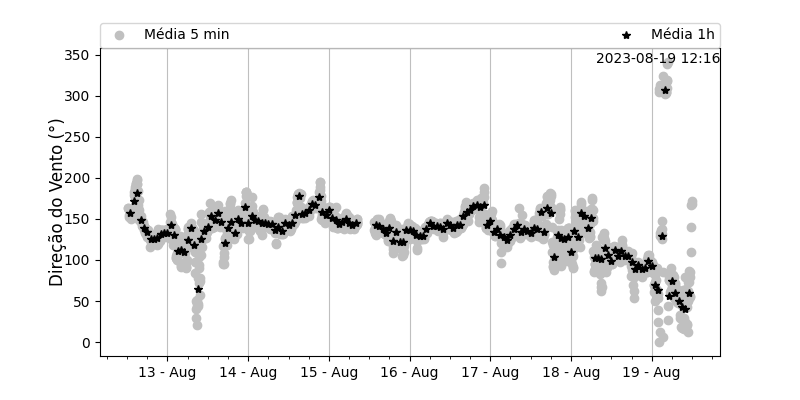 Média 5 min
Média 1h
2023-08-19 12:16
Direção do Vento (°)
350
300
250
200
150
100
50
0
13 - Aug
14 - Aug
15 - Aug
16 - Aug
17 - Aug
18 - Aug
19 - Aug